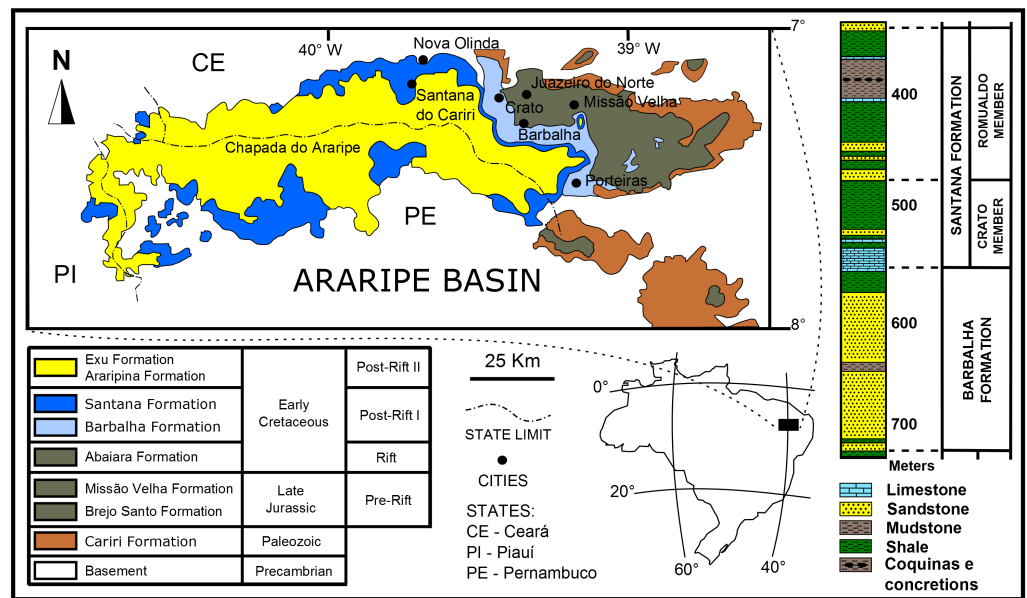 40° W
39° W
7°
N
CE
Nova Olinda
Juazeiro do Norte
Santana
do Cariri
Crato
Missão Velha
Barbalha
Chapada do Araripe
Porteiras
PE
PI
ARARIPE BASIN
8°
Exu Formation
Araripina Formation
Post-Rift II
Santana Formation
Barbalha Formation
Early
Cretaceous
Post-Rift I
Abaiara Formation
Rift
Missão Velha Formation
Brejo Santo Formation
Late
Jurassic
Pre-Rift
Cariri Formation
Paleozoic
Basement
Precambrian
25 Km
STATE LIMIT
CITIES
STATES:
CE - Ceará
PI - Piauí
PE - Pernambuco
0°
20°
60°
40°
400
500
600
700
Meters
SANTANA FORMATION
ROMUALDO
MEMBER
CRATO
MEMBER
BARBALHA
FORMATION
Limestone
Sandstone
Mudstone
Shale
Coquinas e
concretions